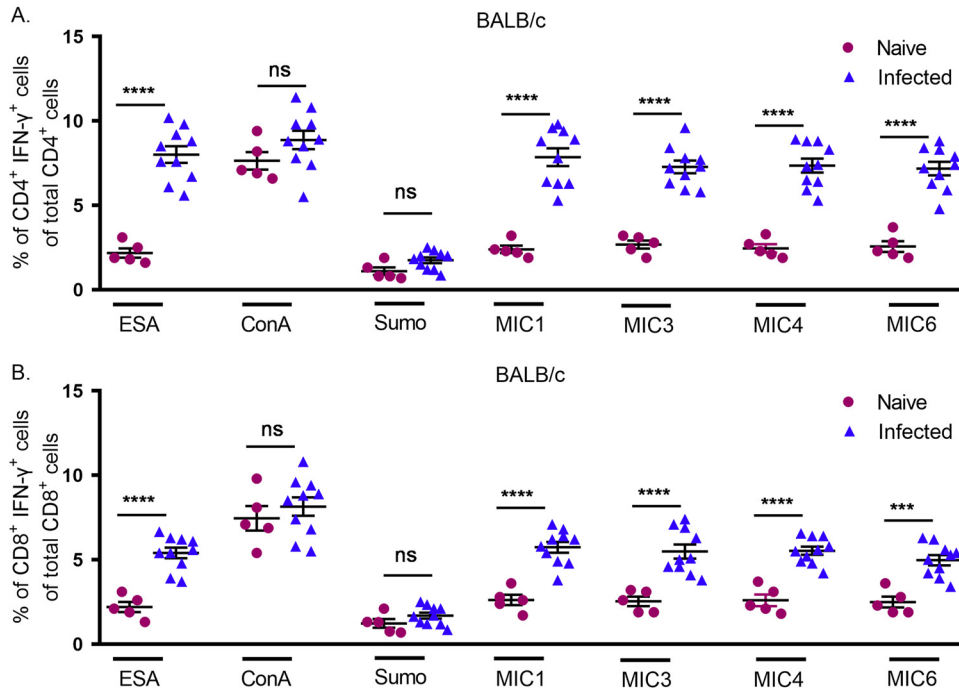 A.
BALB/c
% of CD4⁺ IFN-γ⁺ cells
of total CD4⁺ cells
15
10
5
0
Naive
Infected
**** ns ns **** **** **** ****
ESA ConA Sumo MIC1 MIC3 MIC4 MIC6
B.
BALB/c
% of CD8⁺ IFN-γ⁺ cells
of total CD8⁺ cells
15
10
5
0
Naive
Infected
**** ns ns **** **** **** ***
ESA ConA Sumo MIC1 MIC3 MIC4 MIC6